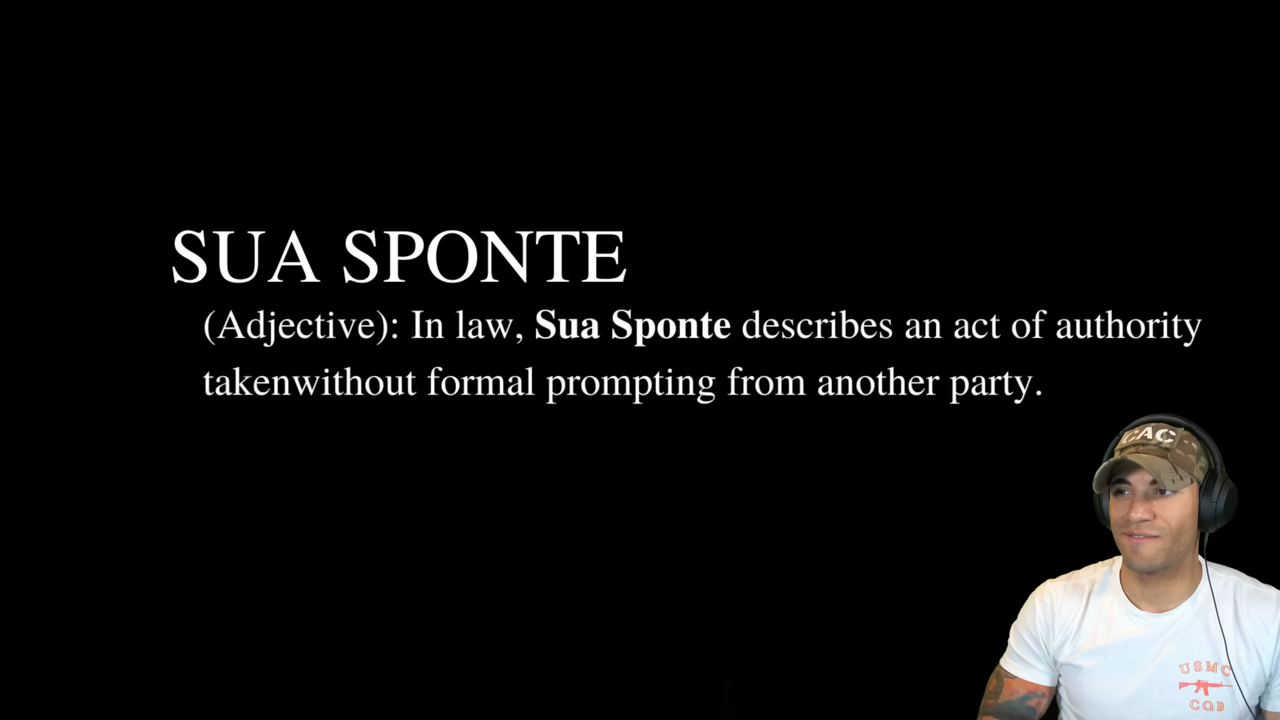 SUA SPONTE
(Adjective): In law, Sua Sponte describes an act of authority
takenwithout formal prompting from another party.
CAC
USMC
CQB